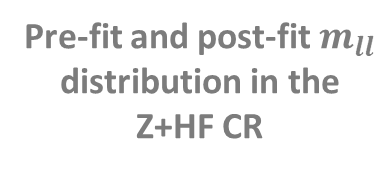 Pre-fit and post-fit m_ll
distribution in the
Z+HF CR